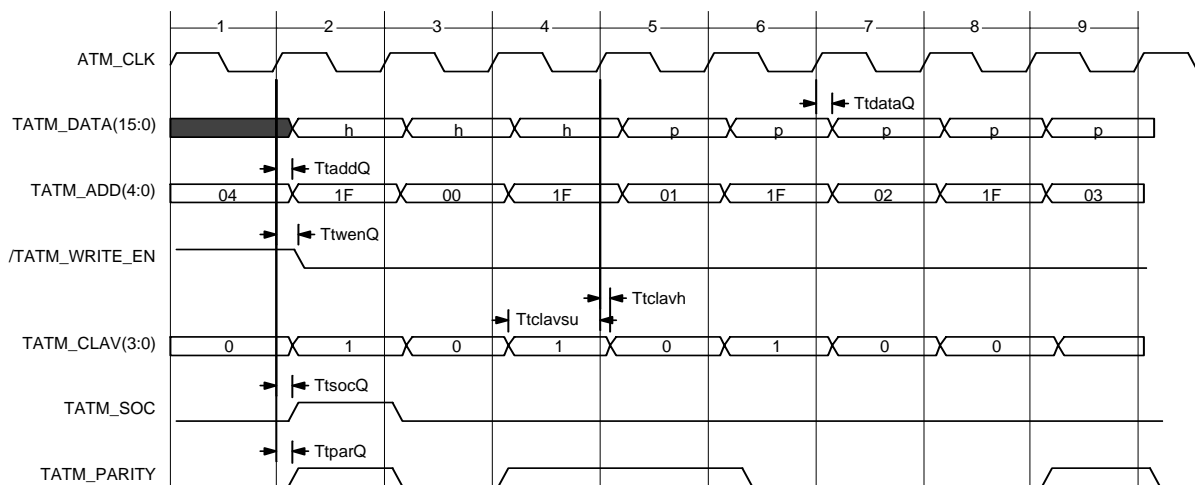 1 2 3 4 5 6 7 8 9
ATM_CLK
TtdataQ
TATM_DATA(15:0) h h h p p p p p
TtaddQ
TATM_ADD(4:0) 04 1F 00 1F 01 1F 02 1F 03
TtwenQ
/TATM_WRITE_EN
Ttclavh
Ttclavsu
TATM_CLAV(3:0) 0 1 0 1 0 1 0 0
TtsocQ
TATM_SOC
TtparQ
TATM_PARITY